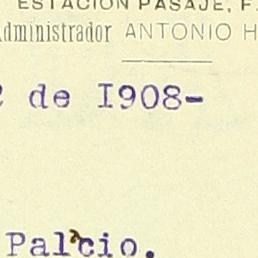 ESTACION PASAJE, F.
Administrador ANTONIO H
de I908-
Palcio.